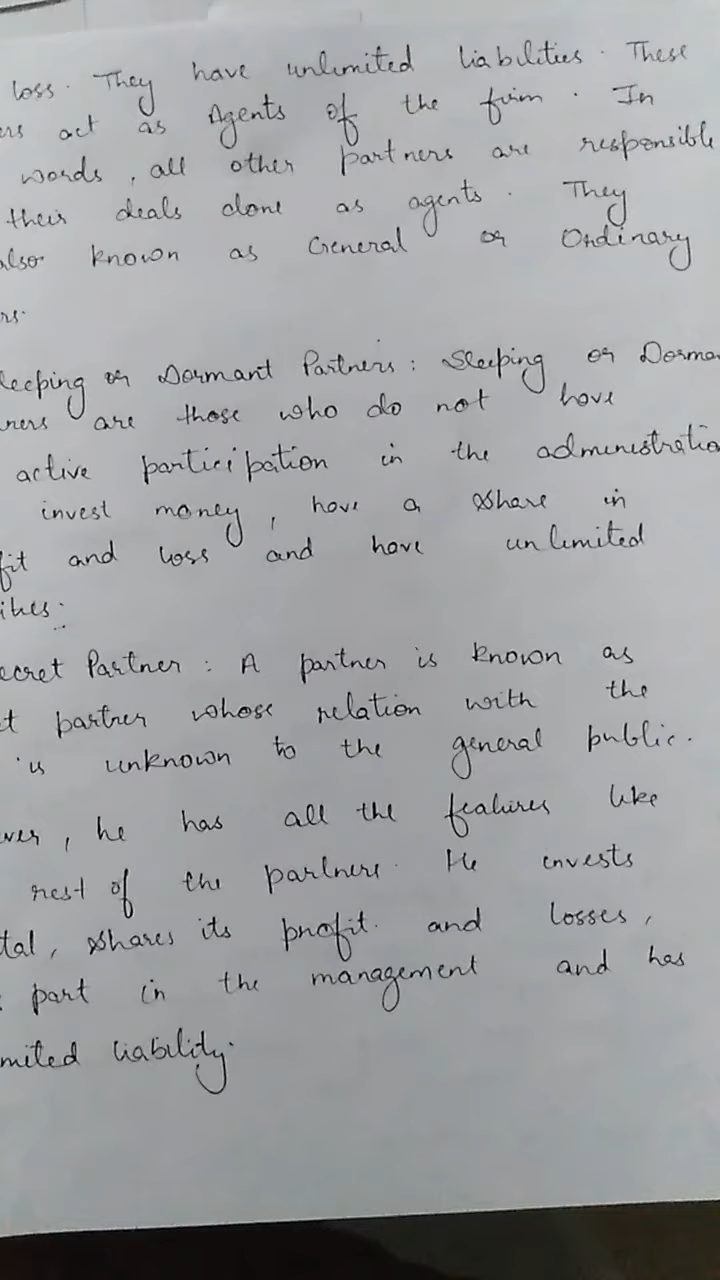 loss. They have unlimited liabilities. These
ers act as Agents of the firm. In
words, all other partners are responsible
their deals done as agents. They
also known as General or Ordinary
rs.
leeping or Dormant Partners: Sleeping or Dorma
ners are those who do not have
active participation in the administratio
invest money, have a share in
fit and loss and have unlimited
ecret Partner: A partner is known as
t partner whose relation with the
is unknown to the general public.
ver, he has all the features like
rest of the partners. He invests
tal, shares its profit. and losses,
part in the management and has
mited liability.